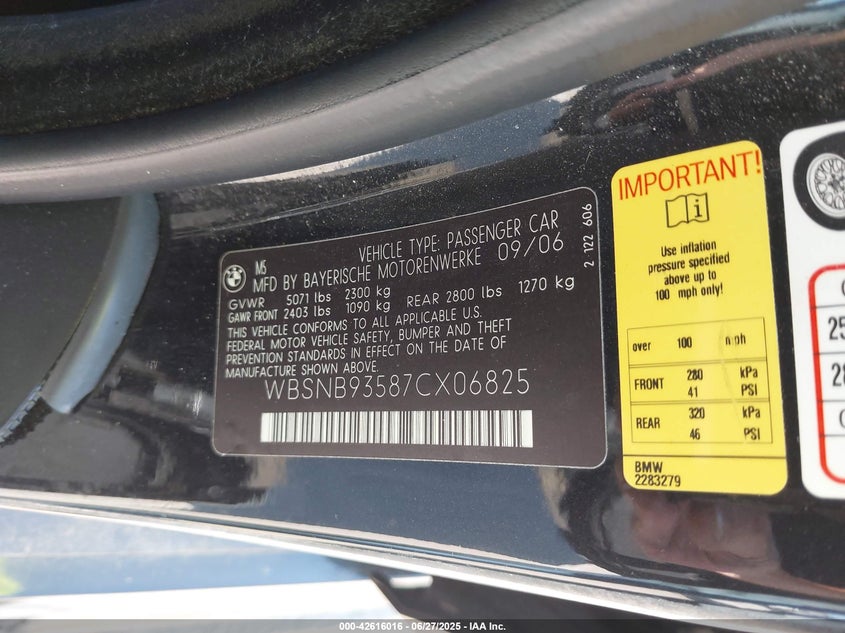 BMW
M5
VEHICLE TYPE: PASSENGER CAR
MFD BY BAYERISCHE MOTORENWERKE 09/06
GVWR 5071 lbs 2300 kg
GAWR FRONT 2403 lbs 1090 kg REAR 2800 lbs 1270 kg
THIS VEHICLE CONFORMS TO ALL APPLICABLE U.S.
FEDERAL MOTOR VEHICLE SAFETY, BUMPER AND THEFT
PREVENTION STANDARDS IN EFFECT ON THE DATE OF
MANUFACTURE SHOWN ABOVE.
WBSNB93587CX06825
2 122 606
IMPORTANT!
i
Use inflation
pressure specified
above up to
100 mph only!
over 100 mph
FRONT 280 kPa
41 PSI
REAR 320 kPa
46 PSI
BMW
2283279
25
28
000-42616016 - 06/27/2025 - IAA Inc.